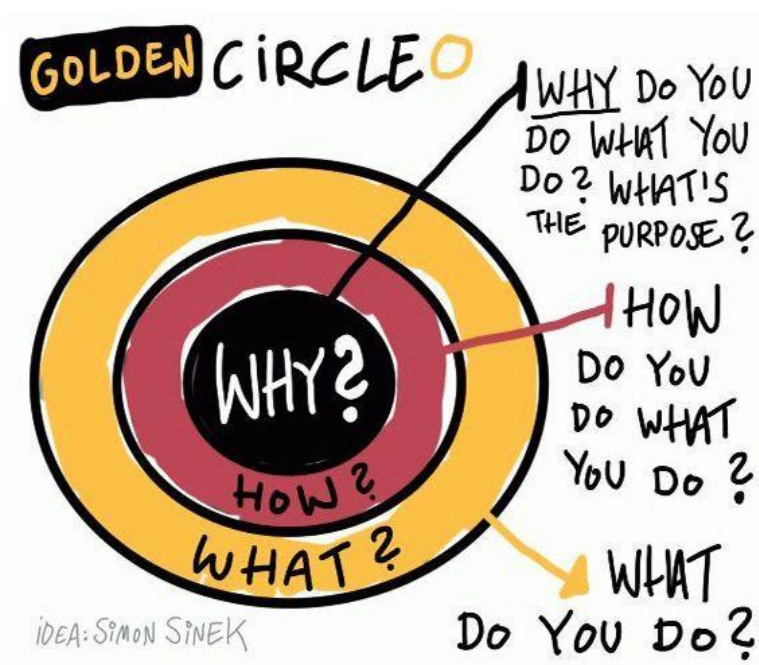 GOLDEN CIRCLE
WHY DO YOU
DO WHAT YOU
DO? WHAT'S
THE PURPOSE?
WHY?
HOW?
WHAT?
HOW
DO YOU
DO WHAT
YOU DO?
WHAT
DO YOU DO?
IDEA: SIMON SINEK